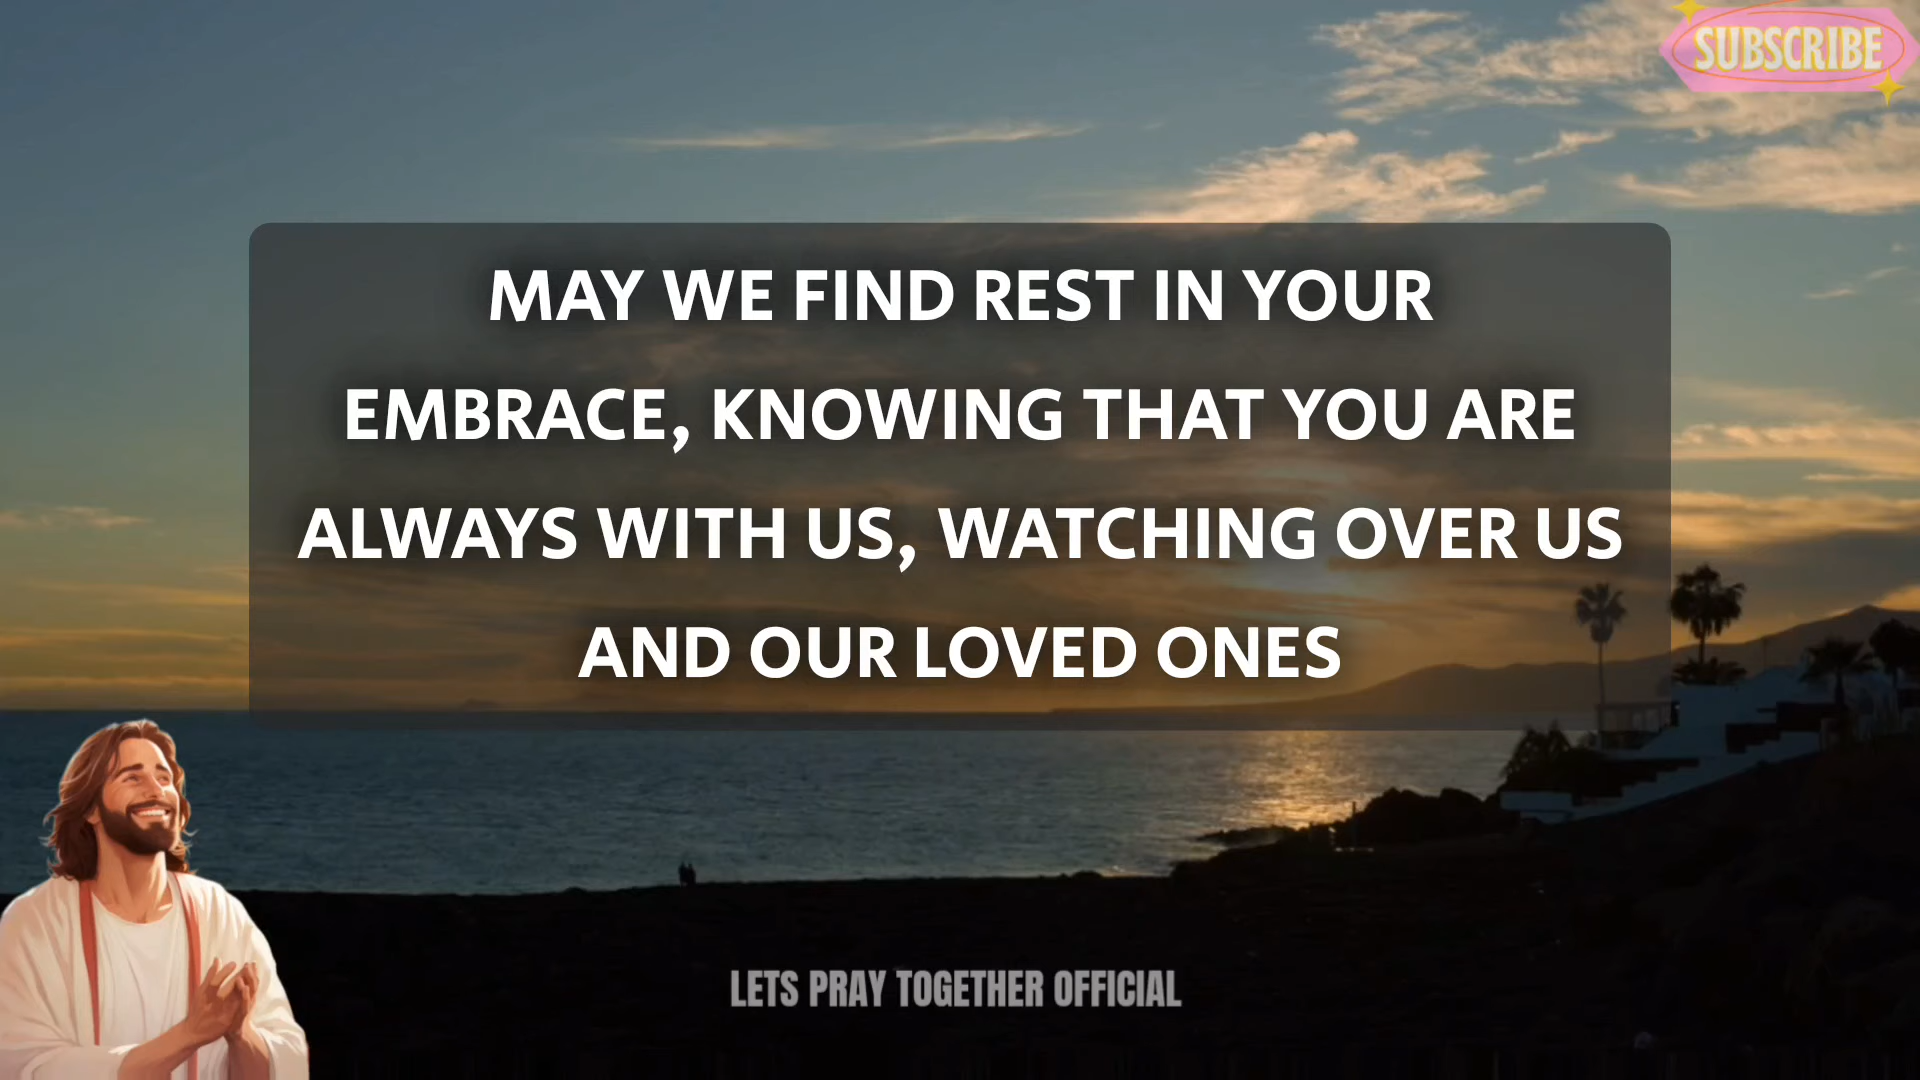 SUBSCRIBE
MAY WE FIND REST IN YOUR
EMBRACE, KNOWING THAT YOU ARE
ALWAYS WITH US, WATCHING OVER US
AND OUR LOVED ONES
LETS PRAY TOGETHER OFFICIAL